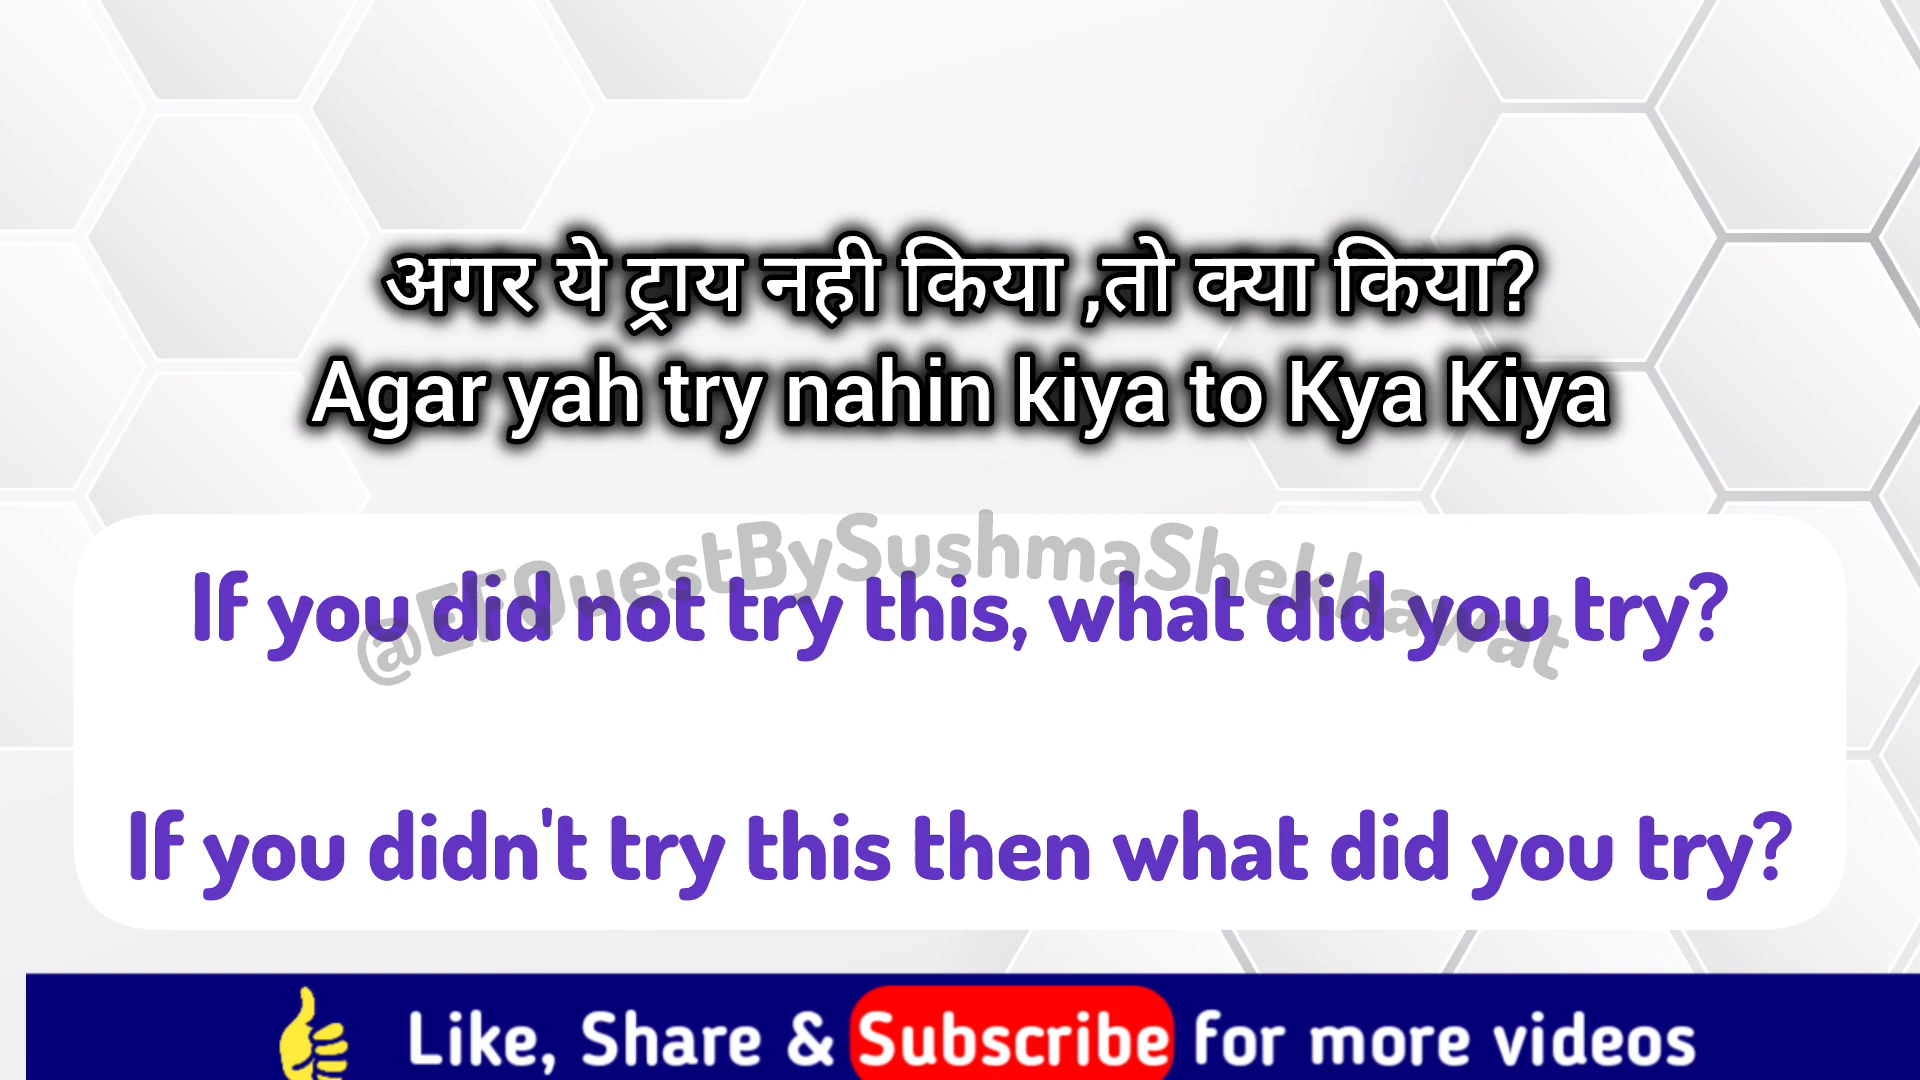 अगर ये ट्राय नही किया ,तो क्या किया?
Agar yah try nahin kiya to Kya Kiya
@EFQuestBySushmaShekhawat
If you did not try this, what did you try?
If you didn't try this then what did you try?
Like, Share & Subscribe for more videos